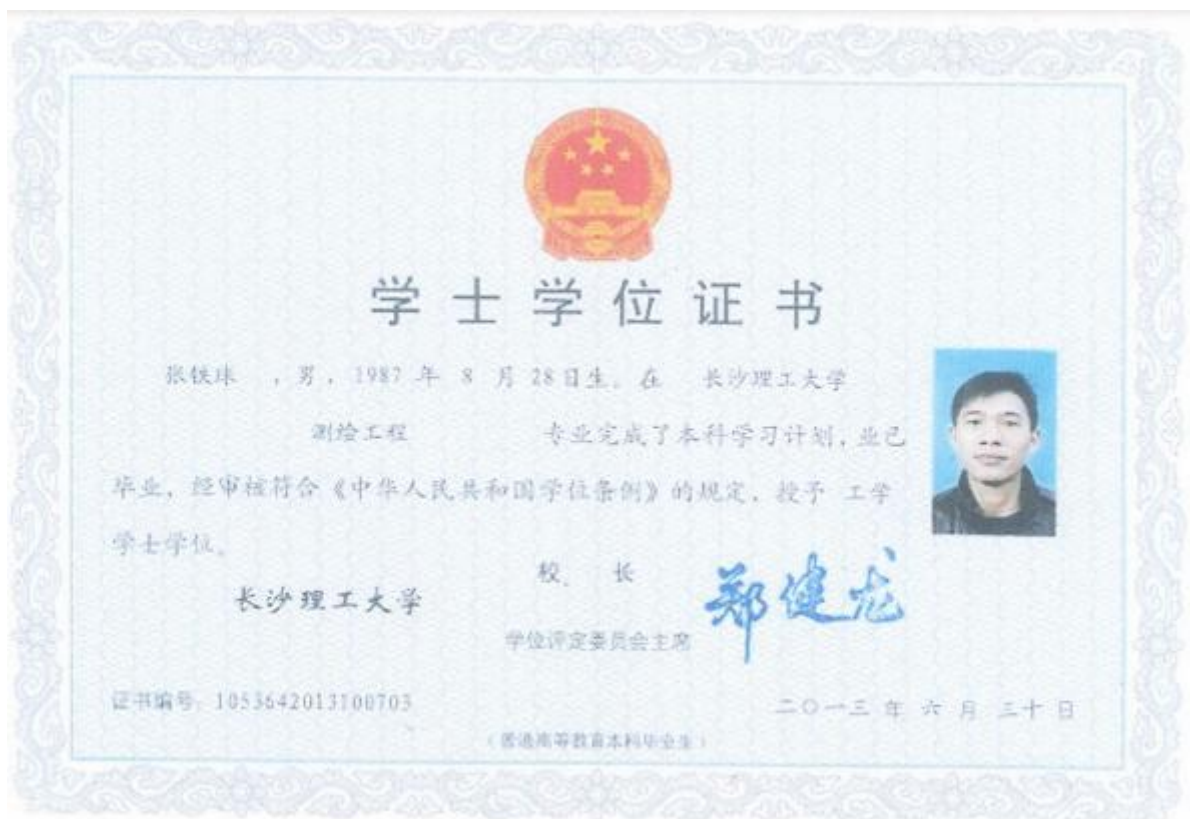 学士学位证书
张铁球 ，男，1987 年 8 月 28日生。在 长沙理工大学
测绘工程 专业完成了本科学习计划，业已
毕业，经审核符合《中华人民共和国学位条例》的规定，授予 工学
学士学位。
校 长
郑健龙
长沙理工大学
学位评定委员会主席
证书编号 1053642013100703
二〇一三 年 六 月 三十 日
（普通高等教育本科毕业生）